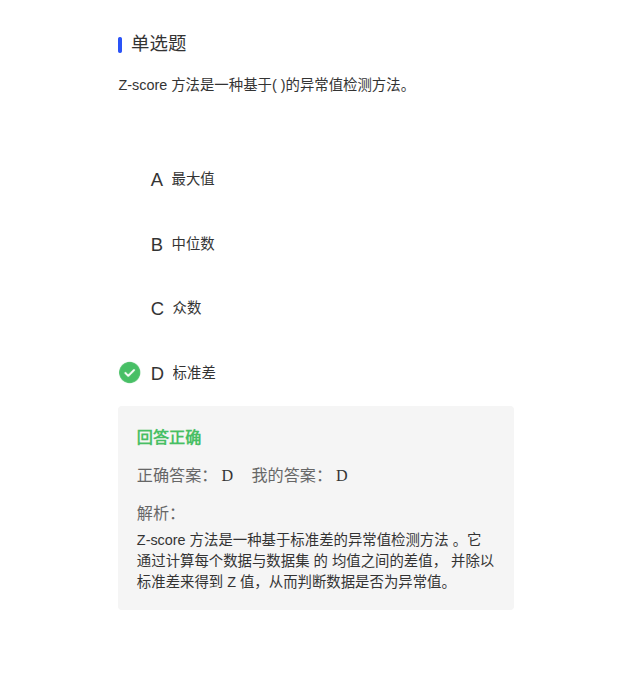 单选题
Z-score 方法是一种基于( )的异常值检测方法。
A 最大值
B 中位数
C 众数
D 标准差
回答正确
正确答案： D 我的答案： D
解析：
Z-score 方法是一种基于标准差的异常值检测方法 。它
通过计算每个数据与数据集 的 均值之间的差值， 并除以
标准差来得到 Z 值，从而判断数据是否为异常值。